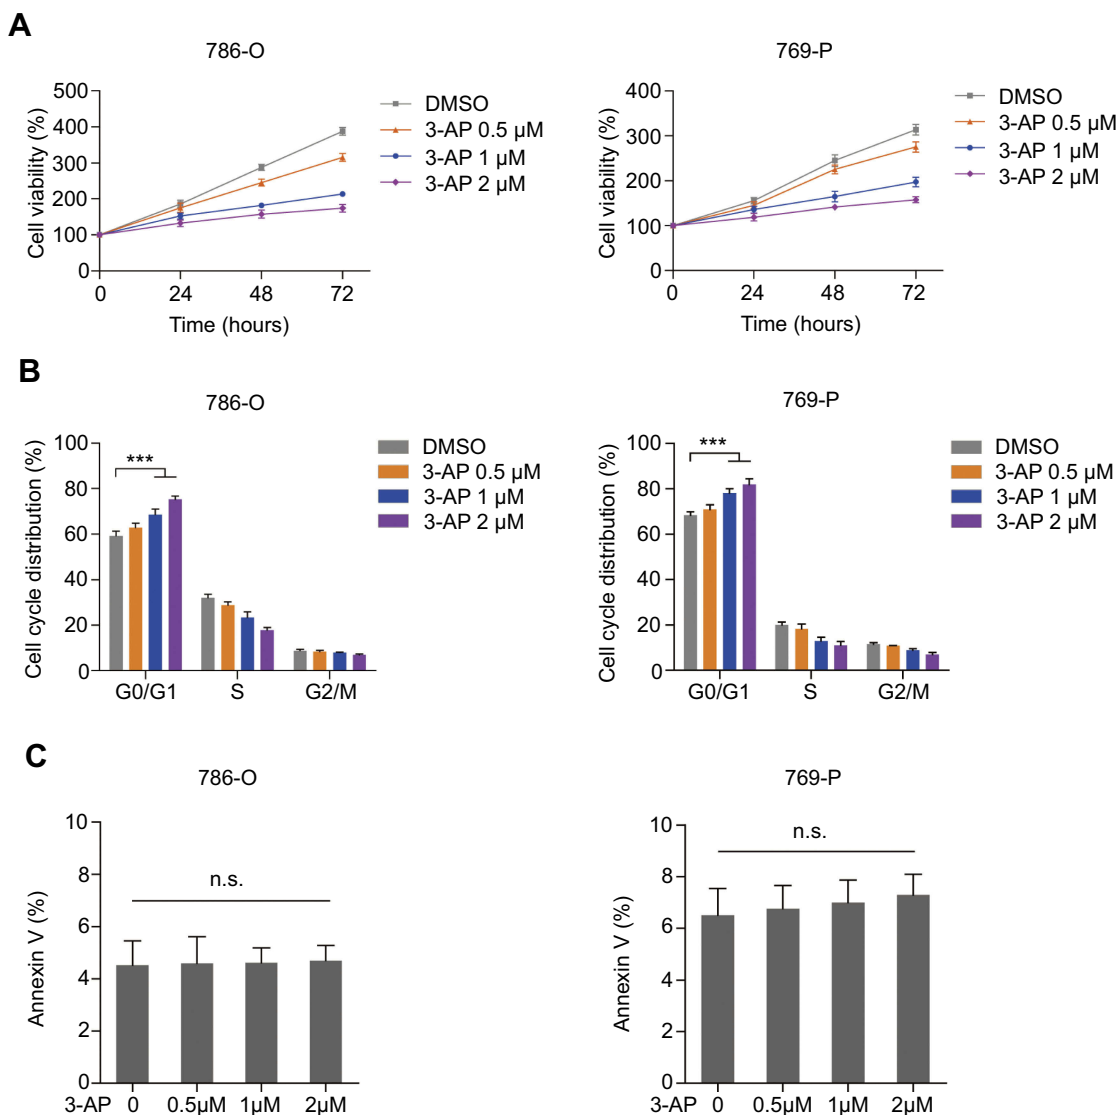 A
786-O
500
400
300
200
100
0
Cell viability (%)
0 24 48 72
Time (hours)
DMSO
3-AP 0.5 μM
3-AP 1 μM
3-AP 2 μM
769-P
400
300
200
100
0
Cell viability (%)
0 24 48 72
Time (hours)
DMSO
3-AP 0.5 μM
3-AP 1 μM
3-AP 2 μM
B
786-O
100
80
60
40
20
0
Cell cycle distribution (%)
***
G0/G1 S G2/M
DMSO
3-AP 0.5 μM
3-AP 1 μM
3-AP 2 μM
769-P
100
80
60
40
20
0
Cell cycle distribution (%)
***
G0/G1 S G2/M
DMSO
3-AP 0.5 μM
3-AP 1 μM
3-AP 2 μM
C
786-O
10
8
6
4
2
0
Annexin V (%)
n.s.
3-AP 0 0.5μM 1μM 2μM
769-P
10
8
6
4
2
0
Annexin V (%)
n.s.
3-AP 0 0.5μM 1μM 2μM